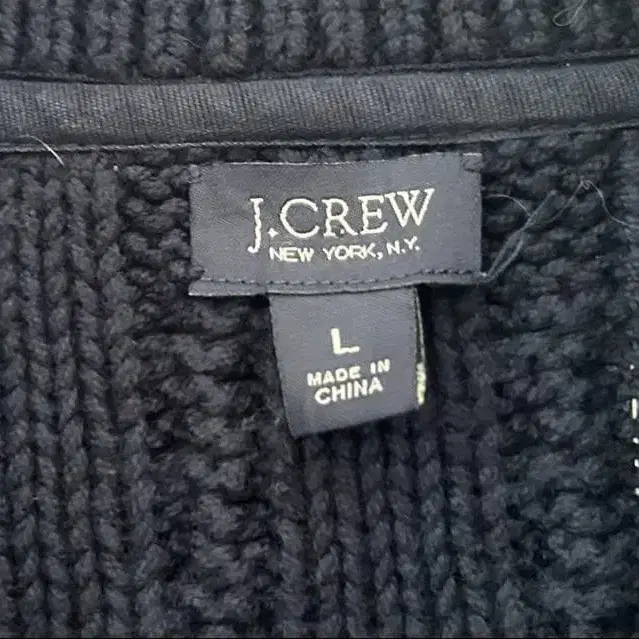 J.CREW
NEW YORK, N.Y.
L
MADE IN
CHINA